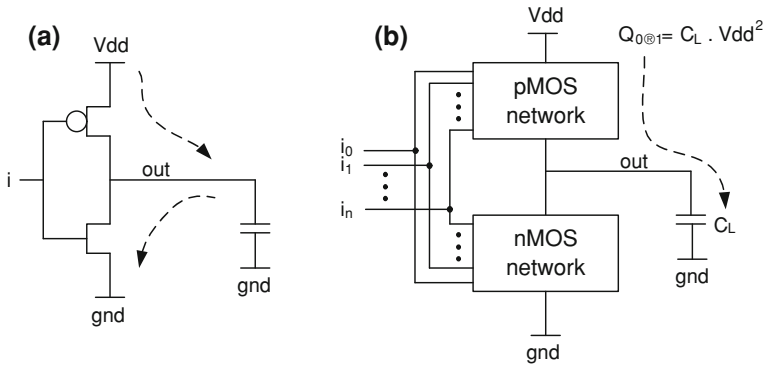 (a)
Vdd
i
out
gnd
gnd
(b)
Vdd
Q0®1= CL . Vdd²
pMOS
network
i0
i1
in
out
nMOS
network
CL
gnd
gnd